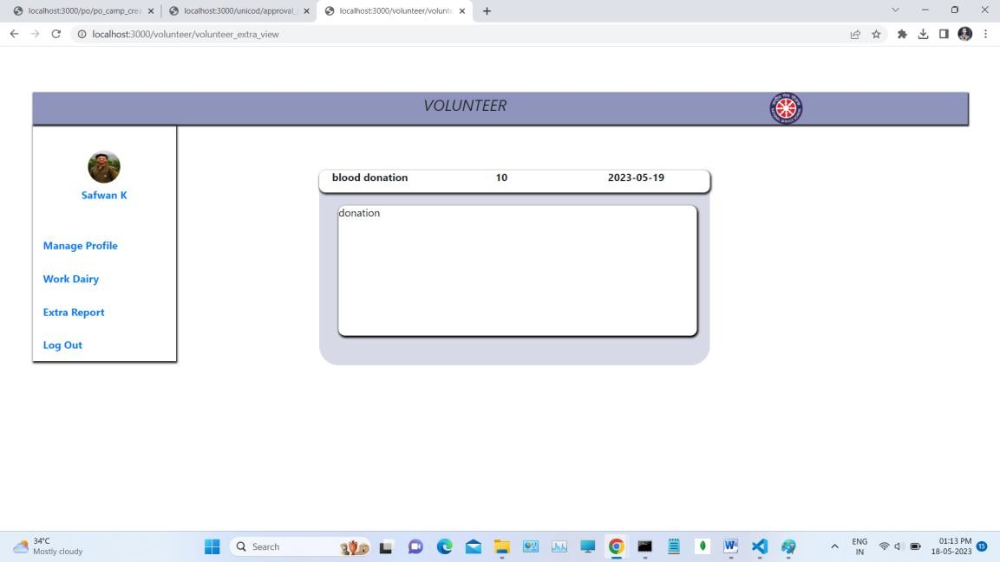 localhost:3000/po/po_camp_crea
localhost:3000/unicod/approval_
localhost:3000/volunteer/volunte
localhost:3000/volunteer/volunteer_extra_view
VOLUNTEER
Safwan K
Manage Profile
Work Dairy
Extra Report
Log Out
blood donation 10 2023-05-19
donation
34°C
Mostly cloudy
Search
ENG
IN
01:13 PM
18-05-2023
15